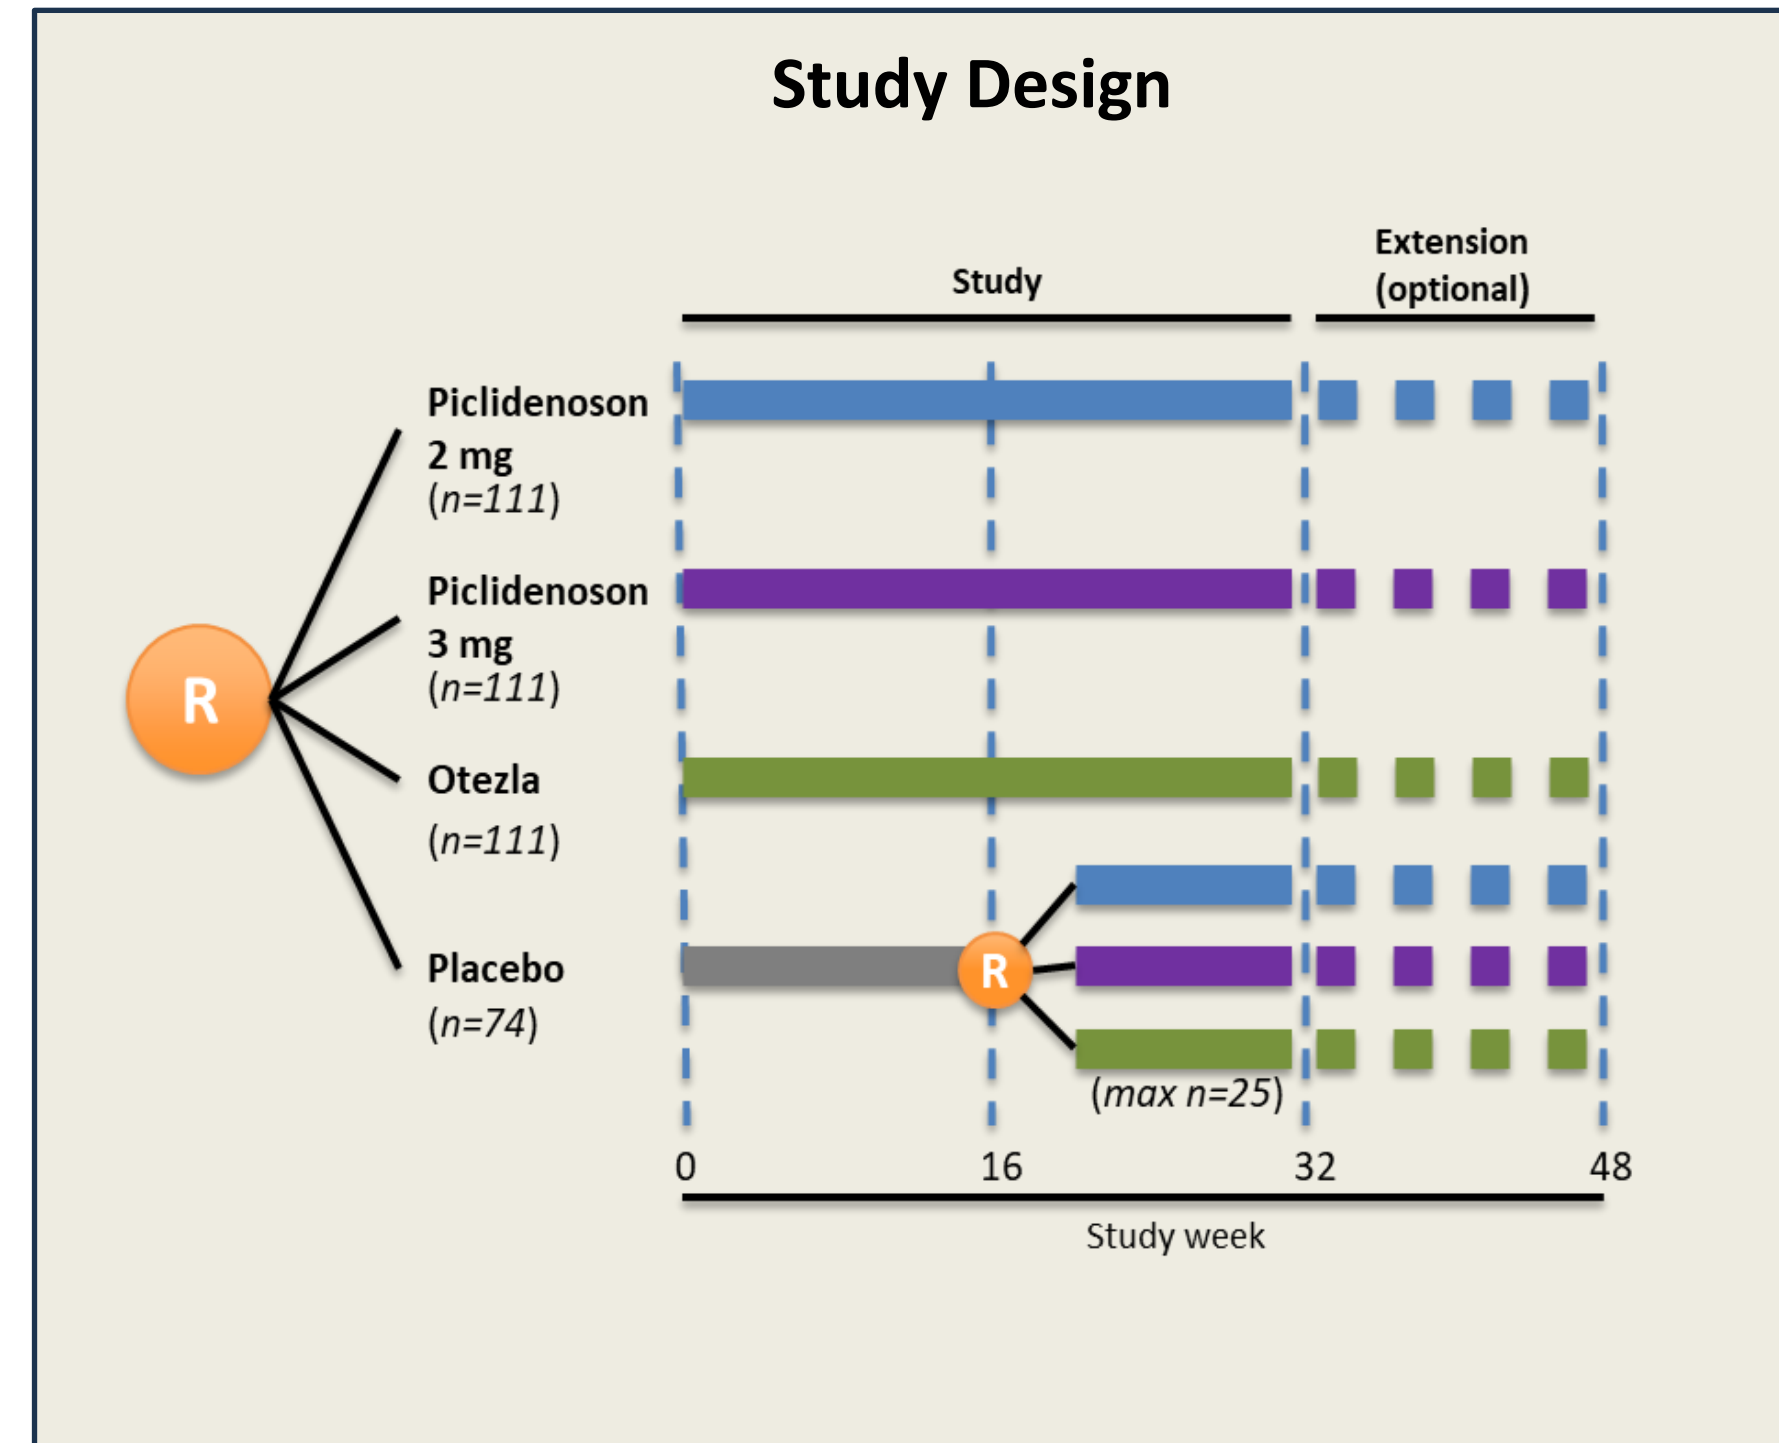 Study Design
Study
Extension
(optional)
R
Piclidenoson
2 mg
(n=111)
Piclidenoson
3 mg
(n=111)
Otezla
(n=111)
Placebo
(n=74)
R
(max n=25)
0 16 32 48
Study week